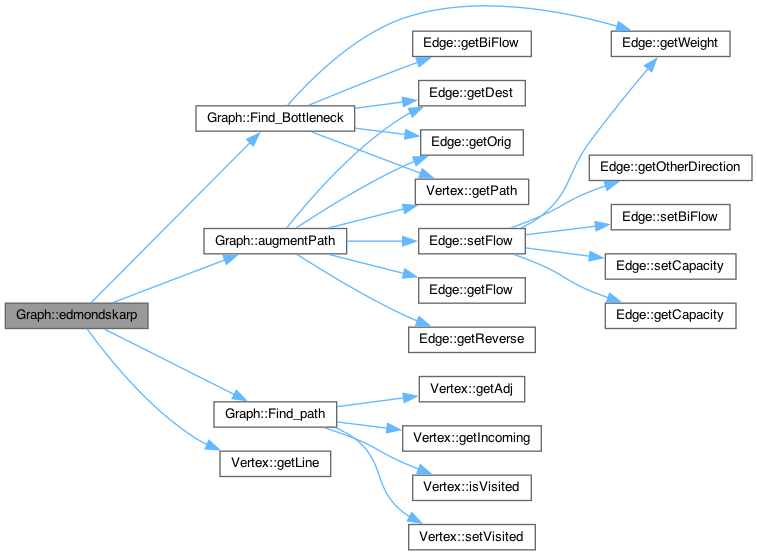 Graph::edmondskarp
Graph::Find_Bottleneck
Graph::augmentPath
Graph::Find_path
Vertex::getLine
Edge::getBiFlow
Edge::getDest
Edge::getOrig
Vertex::getPath
Edge::setFlow
Edge::getFlow
Edge::getReverse
Vertex::getAdj
Vertex::getIncoming
Vertex::isVisited
Vertex::setVisited
Edge::getWeight
Edge::getOtherDirection
Edge::setBiFlow
Edge::setCapacity
Edge::getCapacity